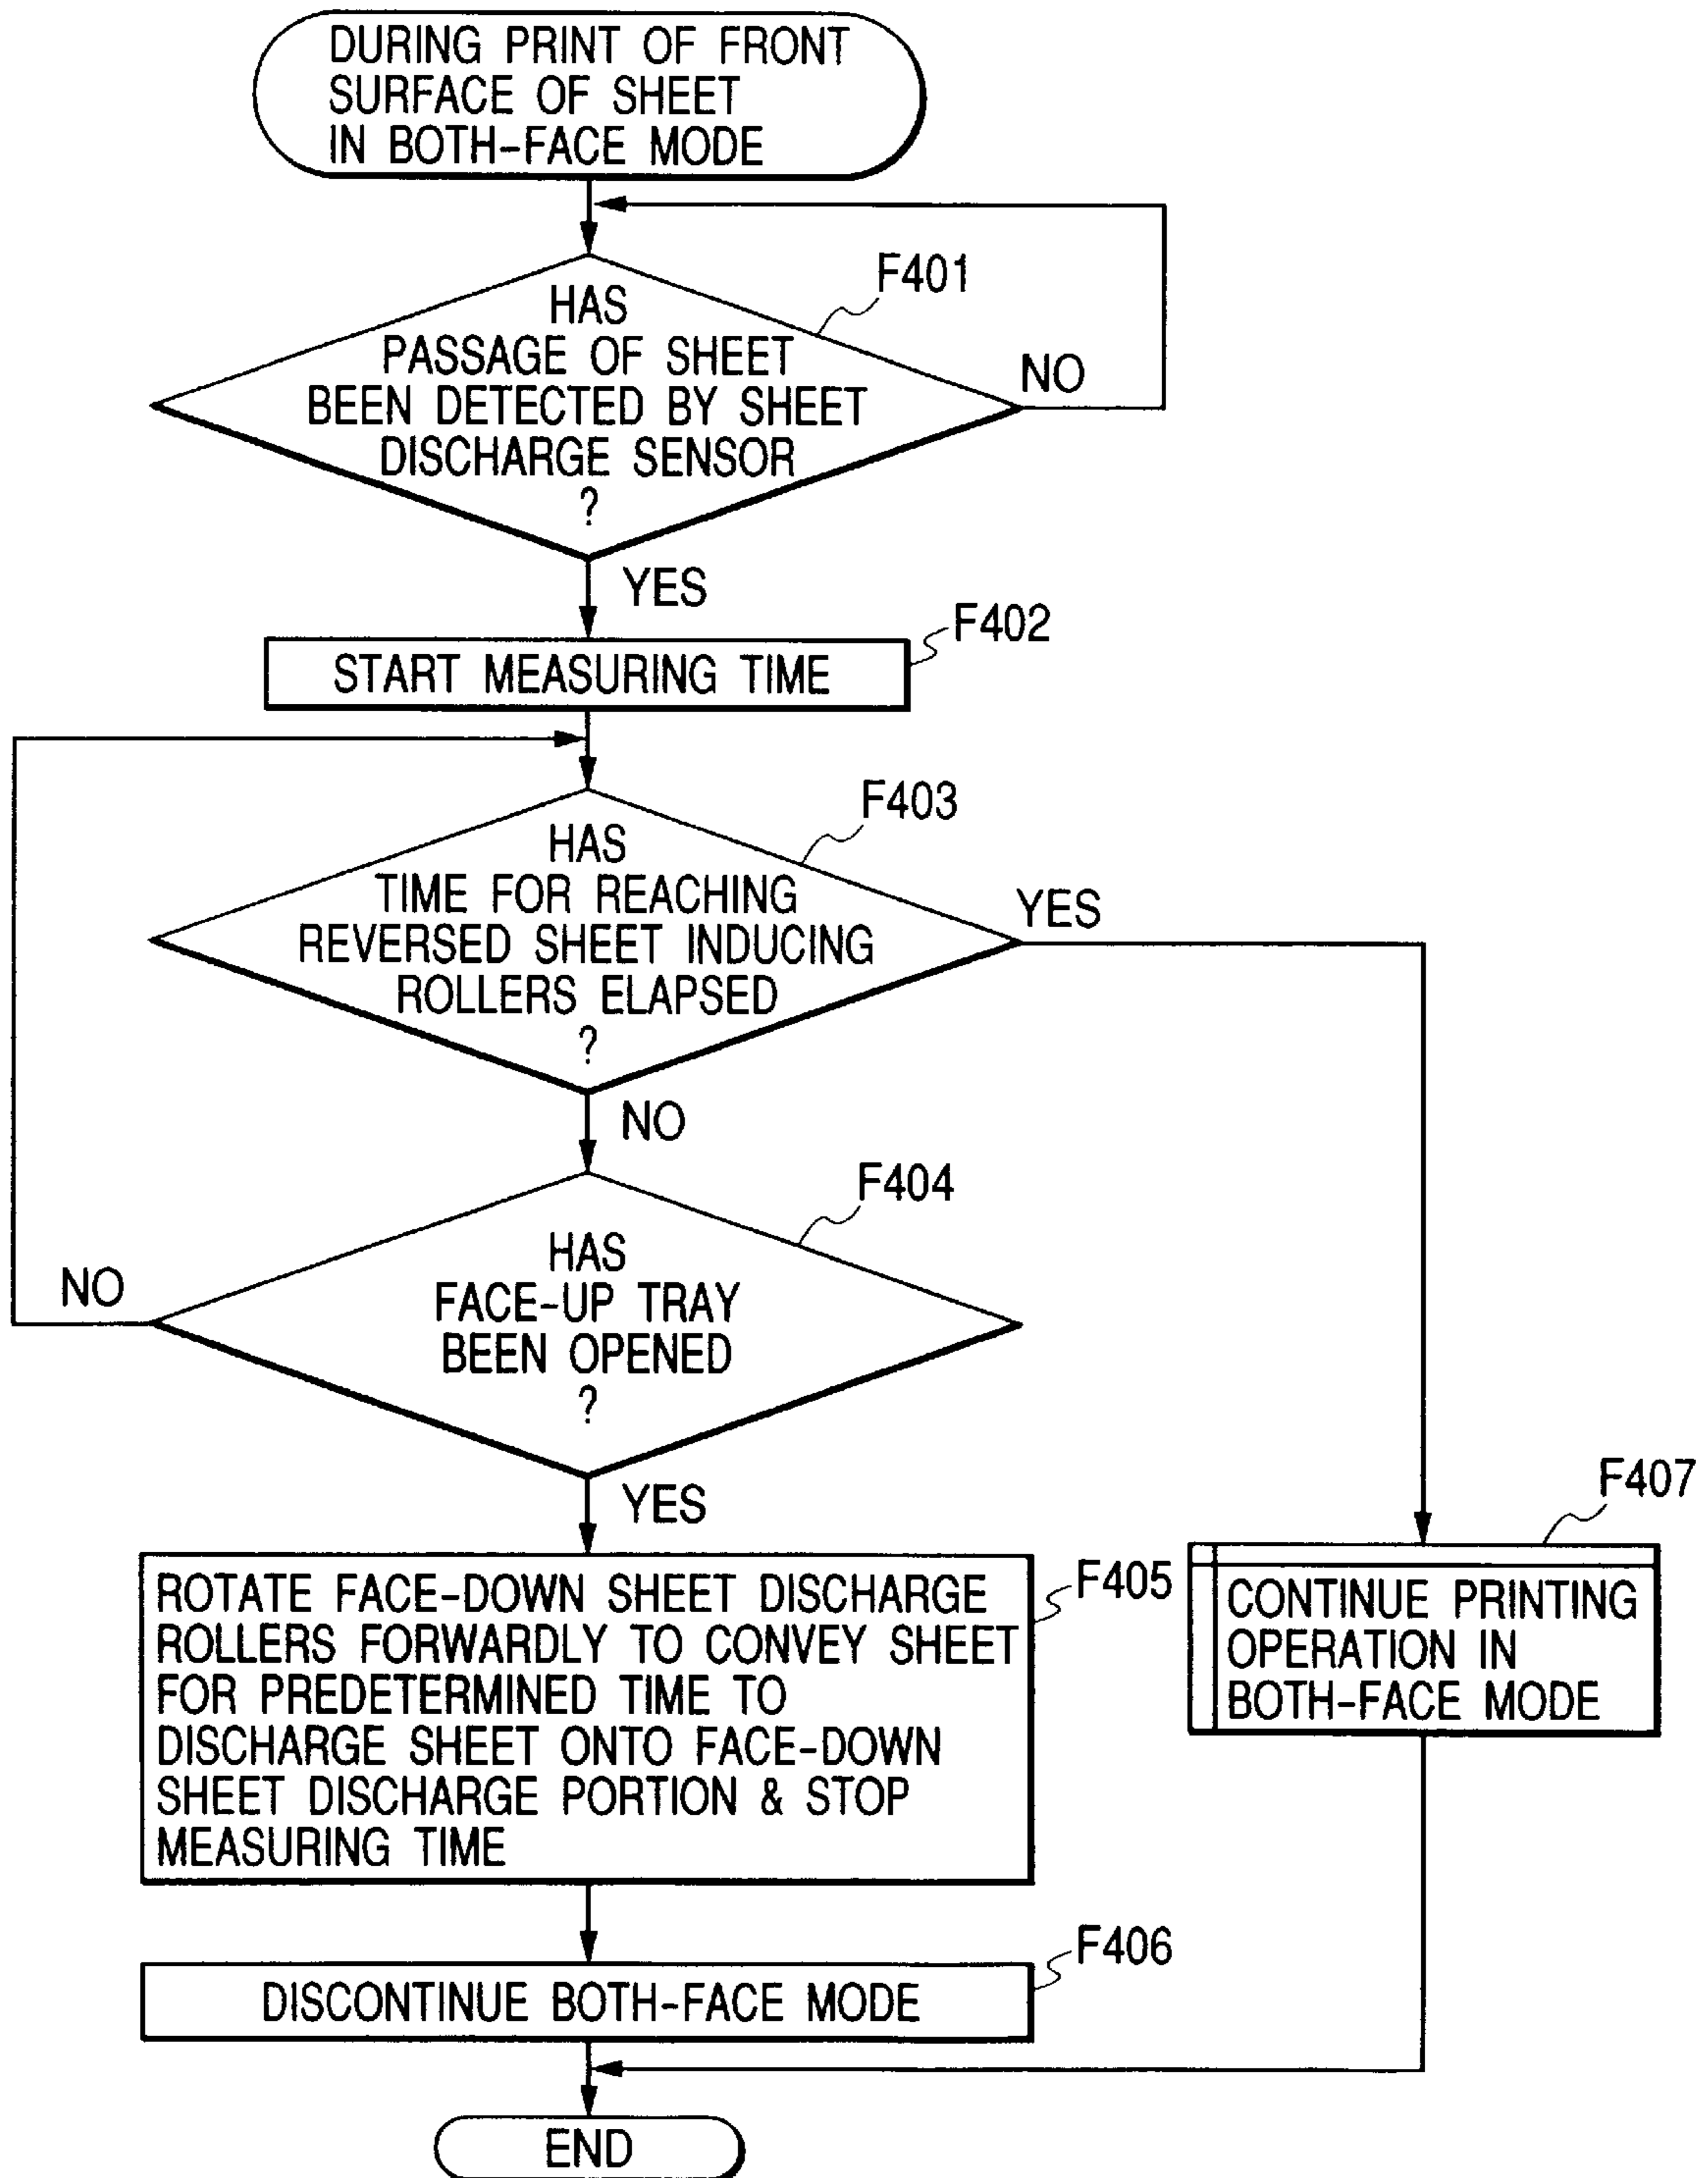 DURING PRINT OF FRONT
SURFACE OF SHEET
IN BOTH-FACE MODE
F401
HAS
PASSAGE OF SHEET
BEEN DETECTED BY SHEET
DISCHARGE SENSOR
?
NO
YES
F402
START MEASURING TIME
F403
HAS
TIME FOR REACHING
REVERSED SHEET INDUCING
ROLLERS ELAPSED
?
YES
NO
F404
HAS
FACE-UP TRAY
BEEN OPENED
?
NO
YES
F405
ROTATE FACE-DOWN SHEET DISCHARGE
ROLLERS FORWARDLY TO CONVEY SHEET
FOR PREDETERMINED TIME TO
DISCHARGE SHEET ONTO FACE-DOWN
SHEET DISCHARGE PORTION & STOP
MEASURING TIME
F407
CONTINUE PRINTING
OPERATION IN
BOTH-FACE MODE
F406
DISCONTINUE BOTH-FACE MODE
END